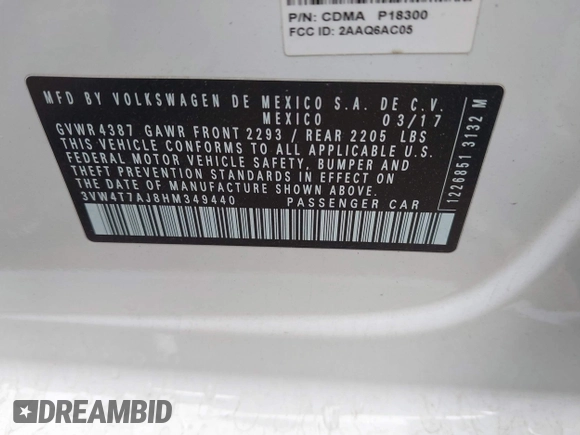 P/N: CDMA P18300
FCC ID: 2AAQ6AC05
MFD BY VOLKSWAGEN DE MEXICO S.A. DE C.V.
MEXICO 03/17
GVWR 4387 GAWR FRONT 2293 / REAR 2205 LBS
THIS VEHICLE CONFORMS TO ALL APPLICABLE U.S.
FEDERAL MOTOR VEHICLE SAFETY, BUMPER AND
THEFT PREVENTION STANDARDS IN EFFECT ON
THE DATE OF MANUFACTURE SHOWN ABOVE
3VW4T7AJ8HM349440 PASSENGER CAR
1226851 3132 M
DREAMBID